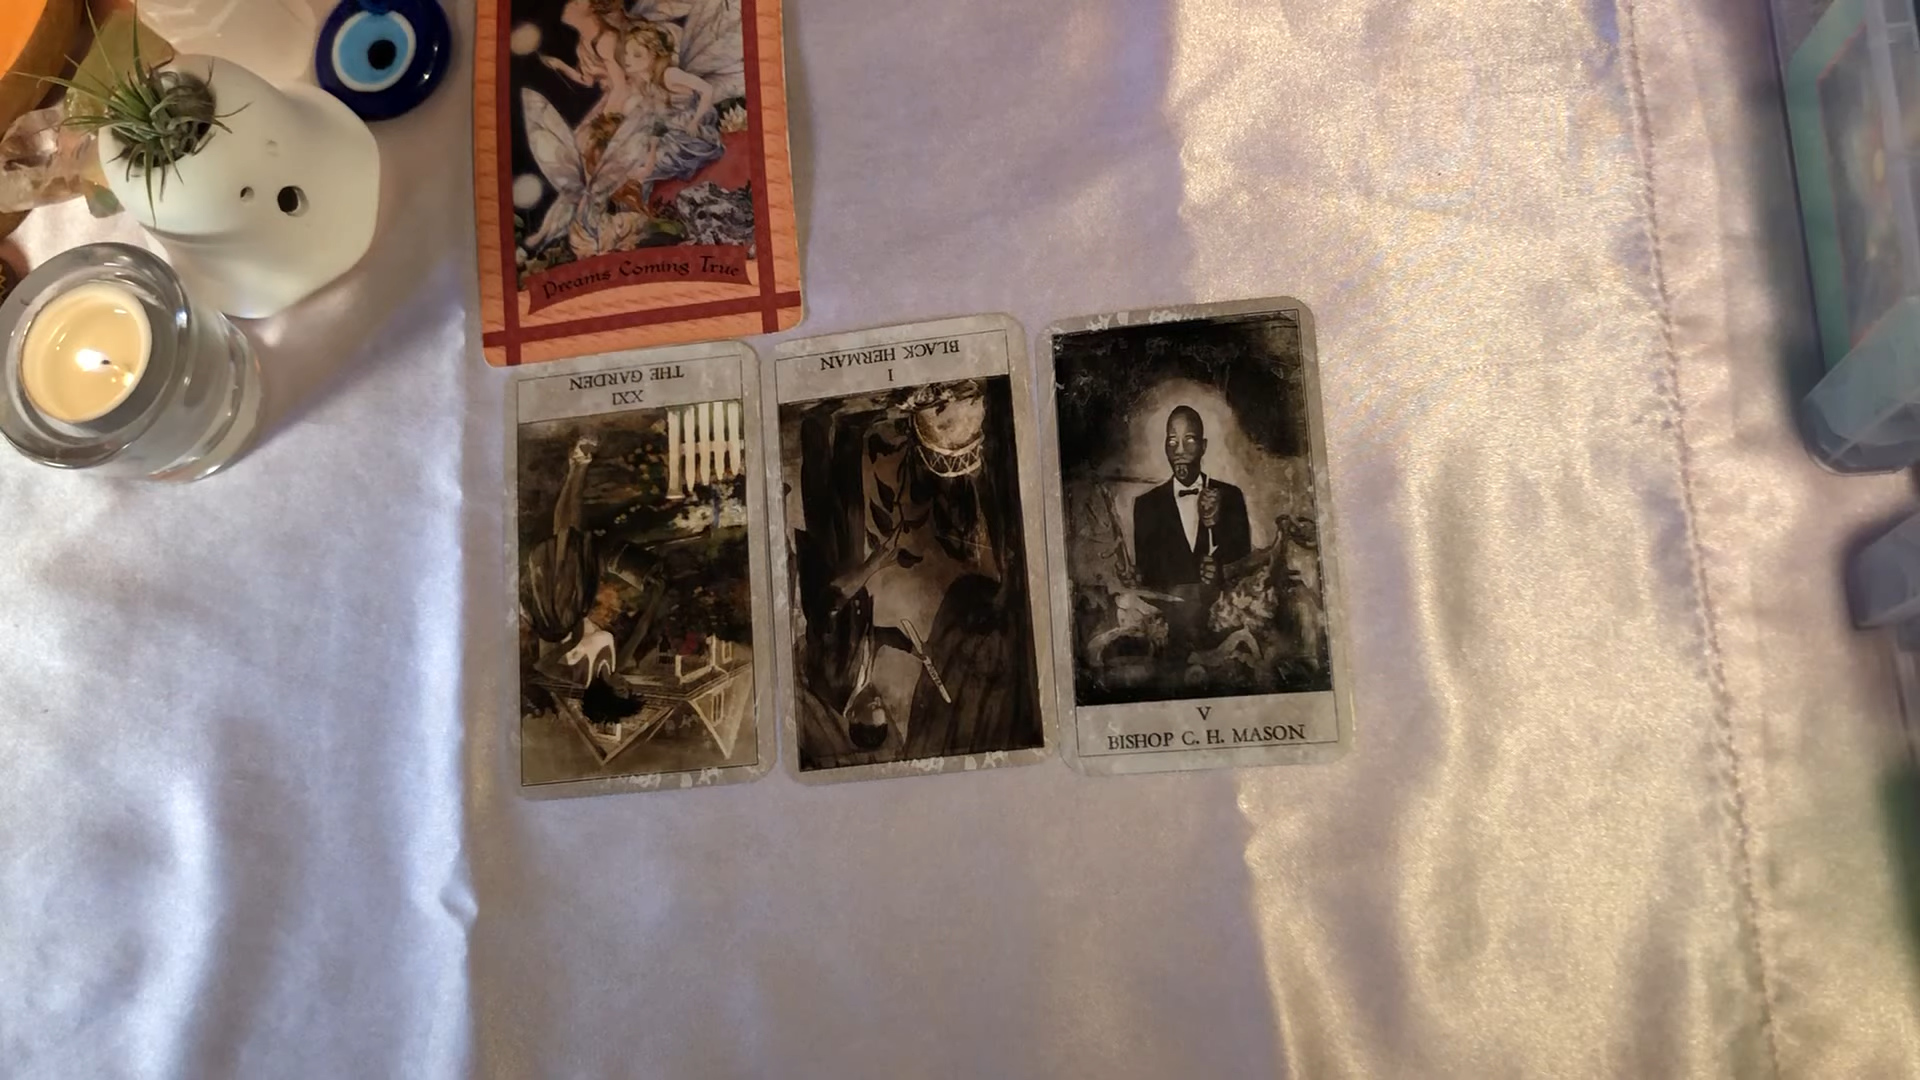 Dreams Coming True
THE GARDEN
XXI
BLACK HERMAN
I
V
BISHOP C. H. MASON